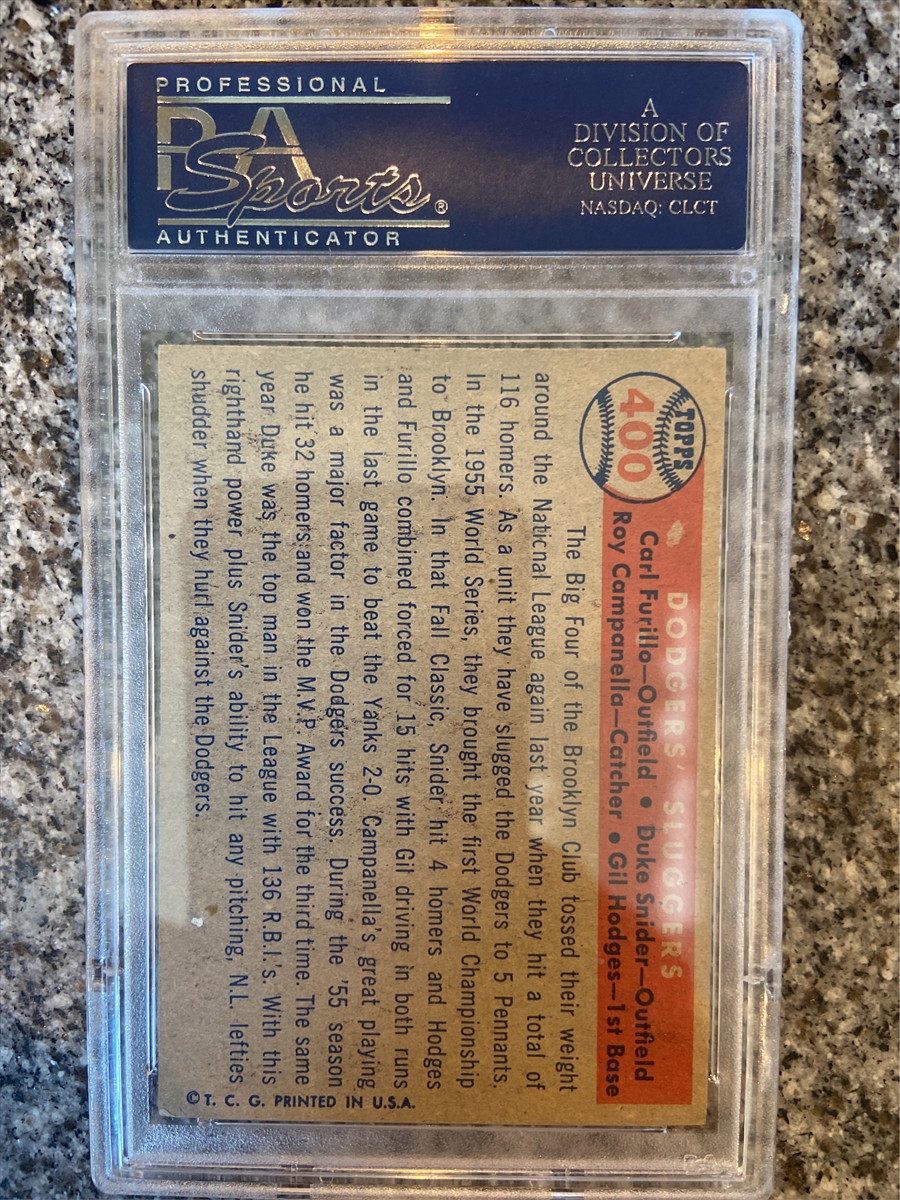 PROFESSIONAL
PSA
Sports®
AUTHENTICATOR
A
DIVISION OF
COLLECTORS
UNIVERSE
NASDAQ: CLCT
TOPPS
400
DODGERS' SLUGGERS
Carl Furillo—Outfield • Duke Snider—Outfield
Roy Campanella—Catcher • Gil Hodges—1st Base
The Big Four of the Brooklyn Club tossed their weight
around the National League again last year when they hit a total of
116 homers. As a unit they have slugged the Dodgers to 5 Pennants.
In the 1955 World Series, they brought the first World Championship
to Brooklyn. In that Fall Classic, Snider hit 4 homers and Hodges
and Furillo combined forced for 15 hits with Gil driving in both runs
in the last game to beat the Yanks 2-0. Campanella's great playing
was a major factor in the Dodgers success. During the '55 season
he hit 32 homers and won the M.V.P. Award for the third time. The same
year Duke was the top man in the League with 136 R.B.I.'s. With this
righthand power plus Snider's ability to hit any pitching, N.L. lefties
shudder when they hurl against the Dodgers.
© T. C. G. PRINTED IN U.S.A.